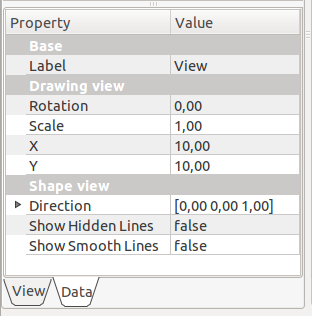 Property Value
Base
Label View
Drawing view
Rotation 0,00
Scale 1,00
X 10,00
Y 10,00
Shape view
Direction [0,00 0,00 1,00]
Show Hidden Lines false
Show Smooth Lines false
View Data